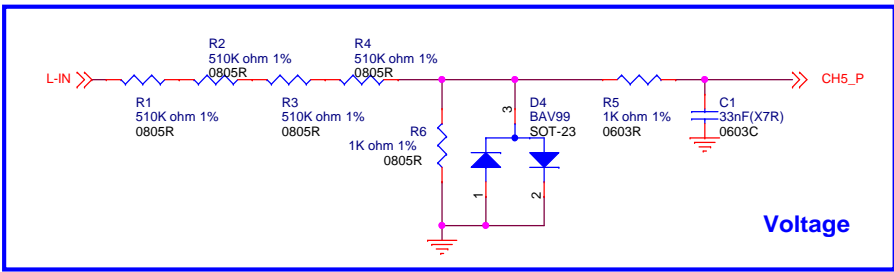 R2
510K ohm 1%
0805R
R4
510K ohm 1%
0805R
L-IN
CH5_P
R1
510K ohm 1%
0805R
R3
510K ohm 1%
0805R
R6
1K ohm 1%
0805R
3
D4
BAV99
SOT-23
R5
1K ohm 1%
0603R
C1
33nF(X7R)
0603C
1
2
Voltage